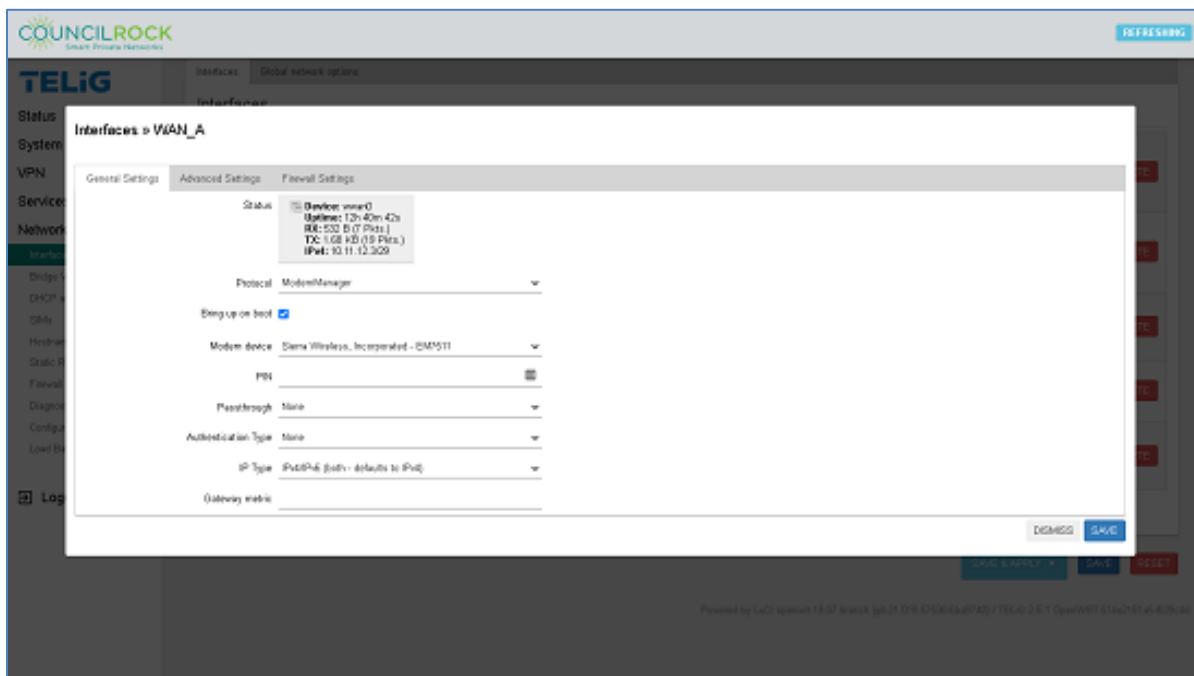 COUNCILROCK
Smart Private Networks
REFRESHING
TELiG
Interfaces Global network options
Interfaces
Status
System
VPN
Services
Network
Interfaces » WAN_A
General Settings Advanced Settings Firewall Settings
Status
Device: wwan0
Uptime: 12h 40m 42s
RX: 532 B (7 Pkts.)
TX: 1.68 KB (19 Pkts.)
IPv4: 10.11.12.3/29
Protocol ModemManager
Bring up on boot
Modem device Sierra Wireless, Incorporated - EM7511
PIN
Passthrough None
Authentication Type None
IP Type IPv4/IPv6 (both - defaults to IPv4)
Gateway metric
DISMISS SAVE
SAVE & APPLY SAVE RESET